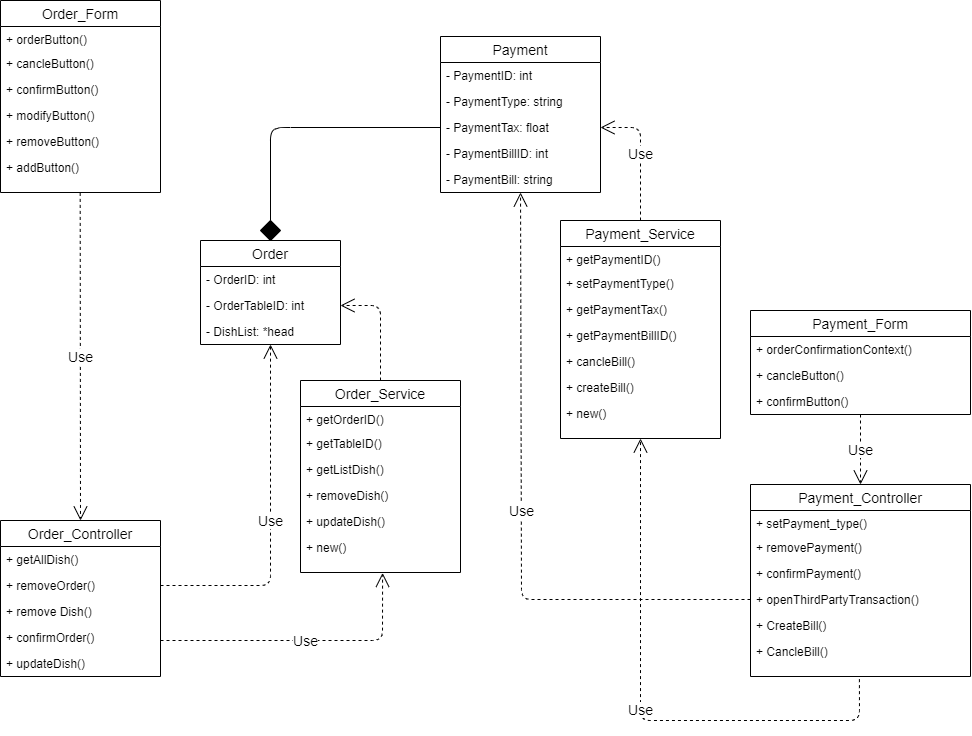 Order_Form
+ orderButton()
+ cancleButton()
+ confirmButton()
+ modifyButton()
+ removeButton()
+ addButton()
Payment
- PaymentID: int
- PaymentType: string
- PaymentTax: float
- PaymentBillID: int
- PaymentBill: string
Use
Payment_Service
+ getPaymentID()
+ setPaymentType()
+ getPaymentTax()
+ getPaymentBillID()
+ cancleBill()
+ createBill()
+ new()
Order
- OrderID: int
- OrderTableID: int
- DishList: *head
Use
Order_Service
+ getOrderID()
+ getTableID()
+ getListDish()
+ removeDish()
+ updateDish()
+ new()
Payment_Form
+ orderConfirmationContext()
+ cancleButton()
+ confirmButton()
Use
Payment_Controller
+ setPayment_type()
+ removePayment()
+ confirmPayment()
+ openThirdPartyTransaction()
+ CreateBill()
+ CancleBill()
Use
Use
Order_Controller
+ getAllDish()
+ removeOrder()
+ remove Dish()
+ confirmOrder()
+ updateDish()
Use
Use